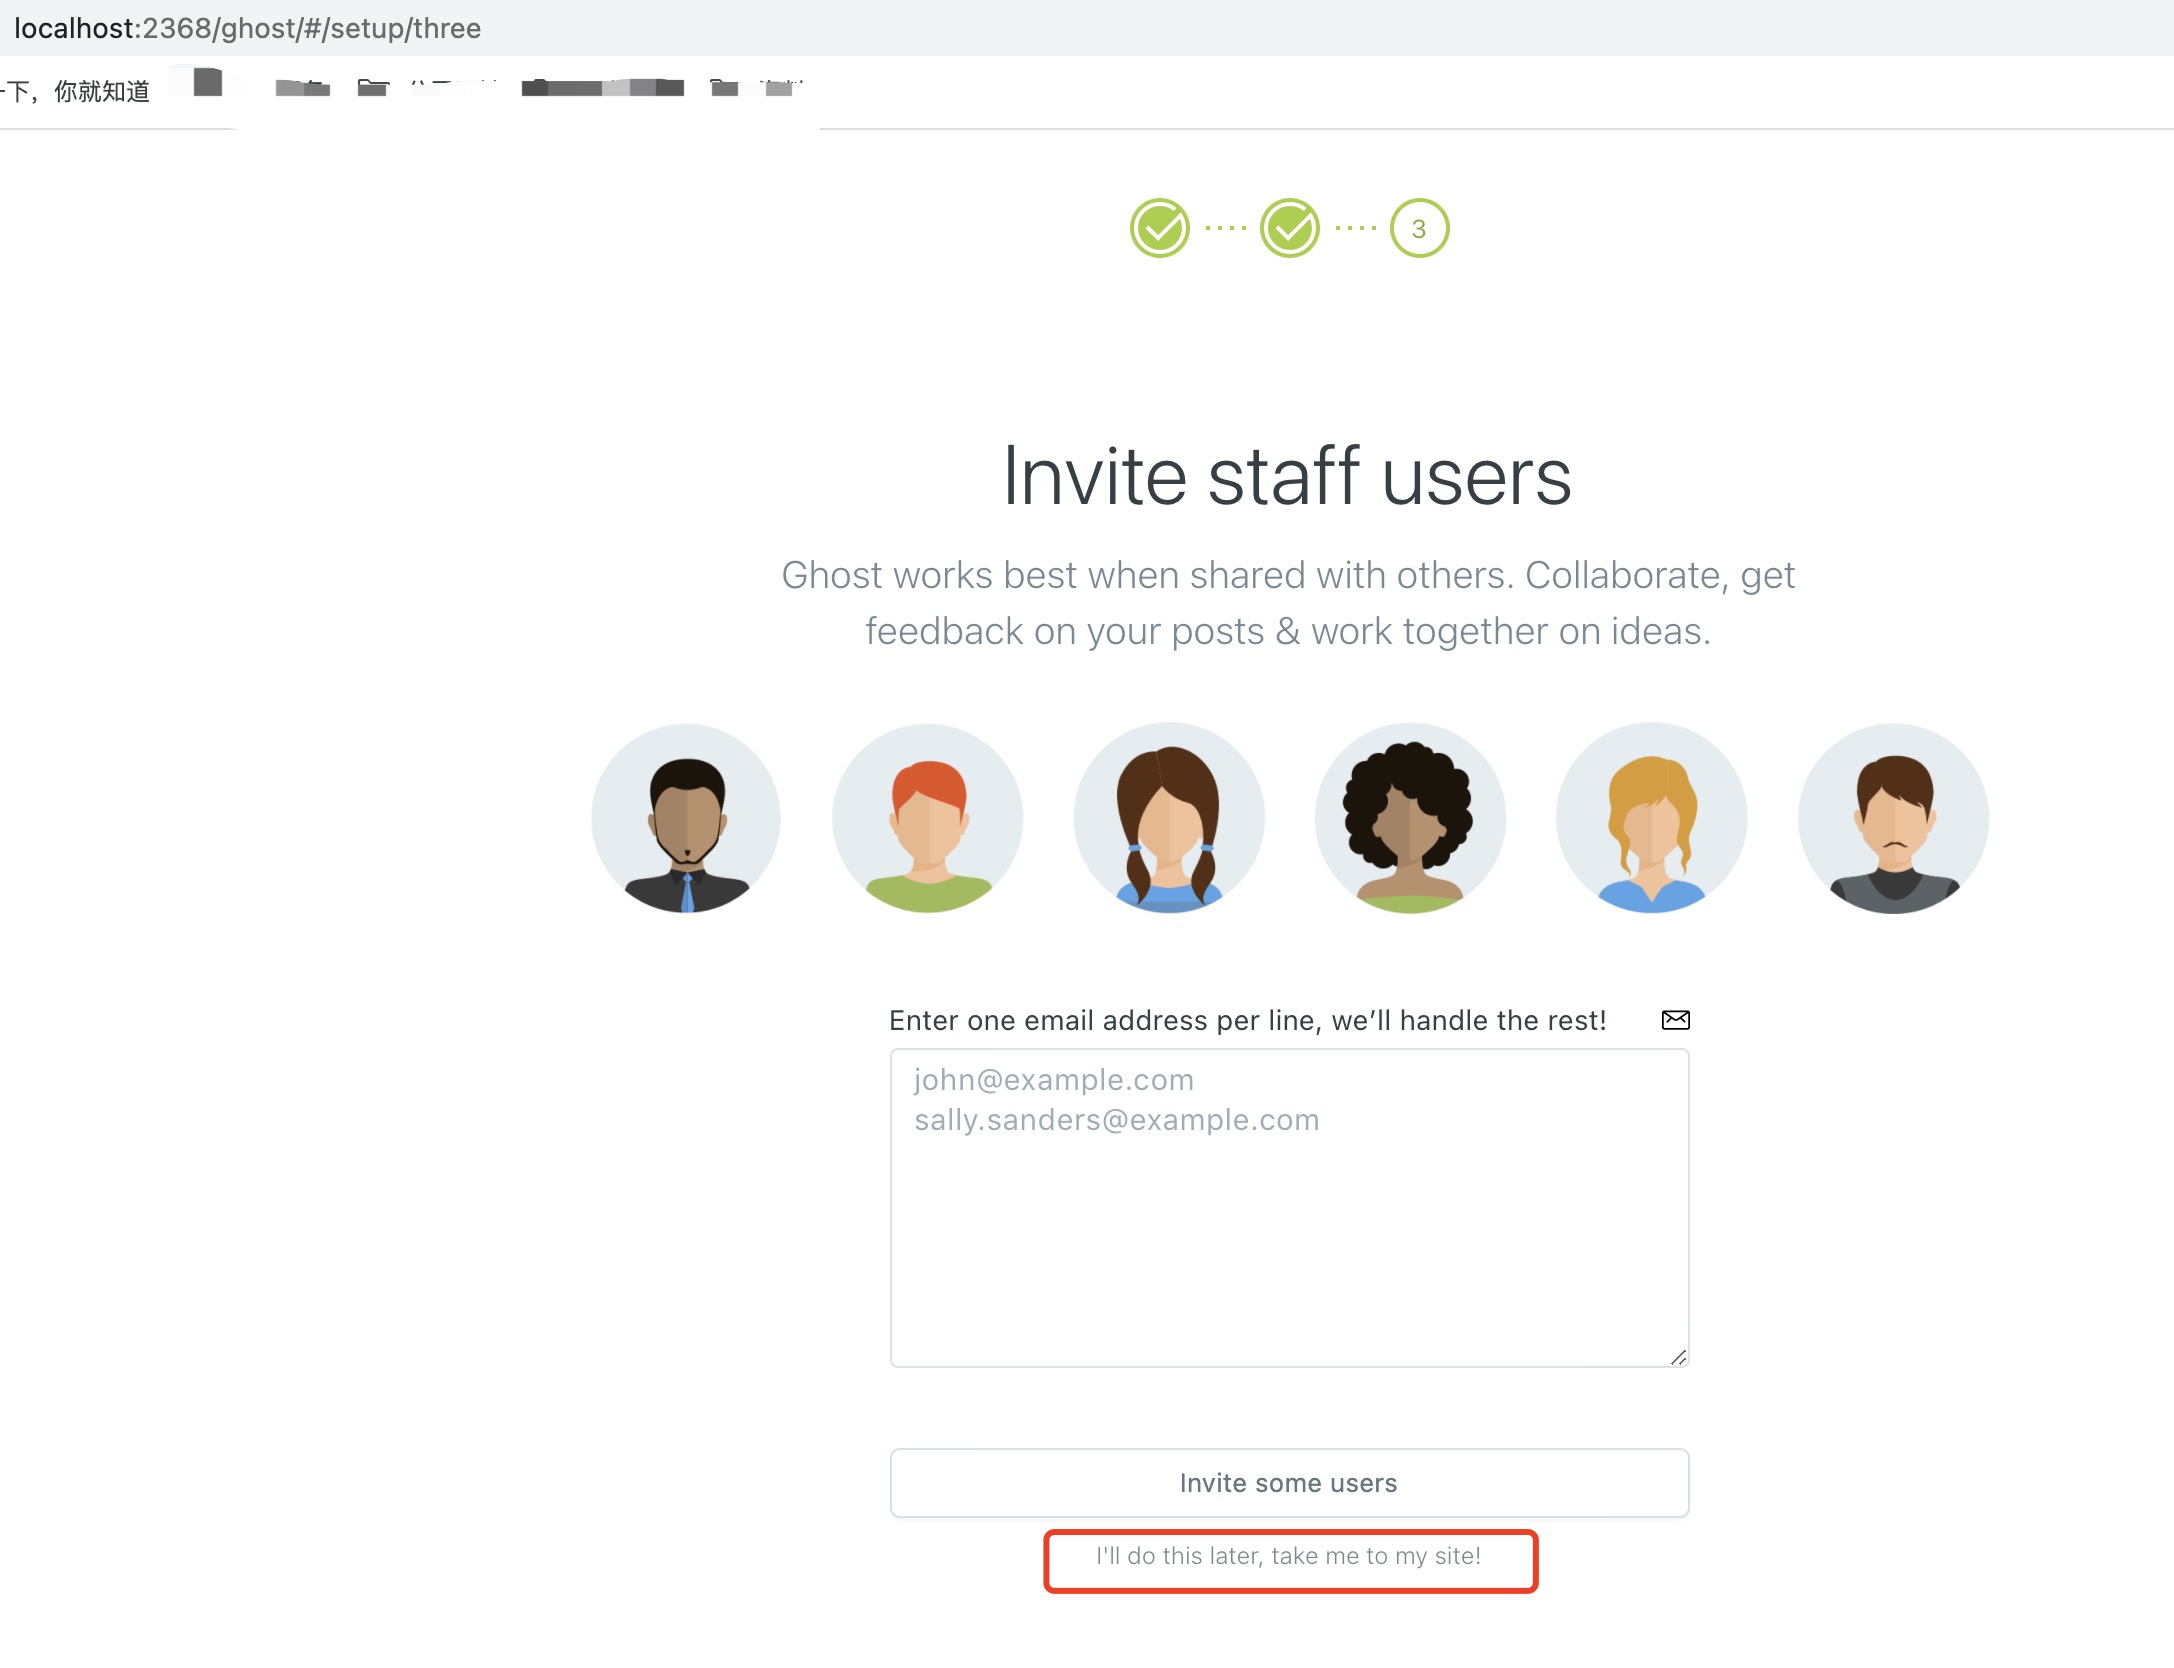 localhost:2368/ghost/#/setup/three
一下，你就知道
3
Invite staff users
Ghost works best when shared with others. Collaborate, get
feedback on your posts & work together on ideas.
Enter one email address per line, we’ll handle the rest!
john@example.com
sally.sanders@example.com
Invite some users
I'll do this later, take me to my site!